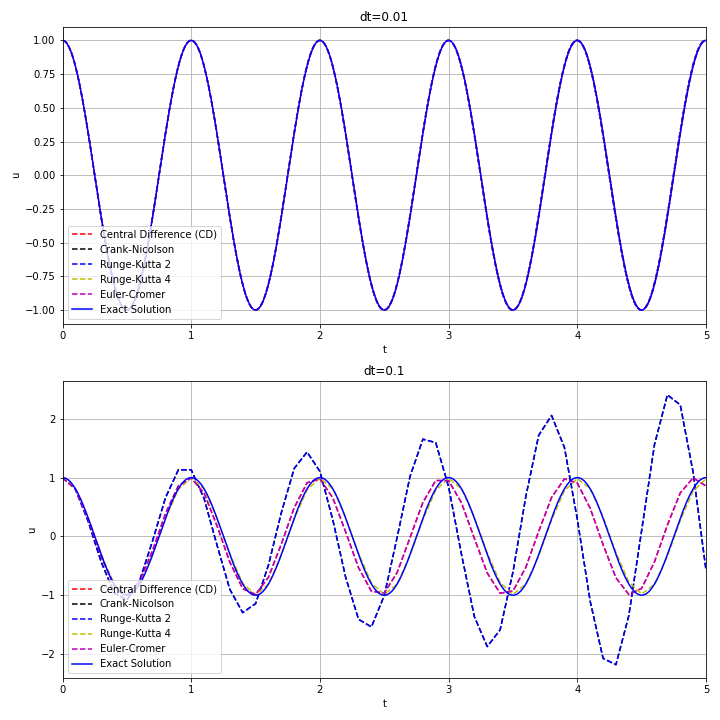 dt=0.01
1.00
0.75
0.50
0.25
0.00
−0.25
−0.50
−0.75
−1.00
u
Central Difference (CD)
Crank-Nicolson
Runge-Kutta 2
Runge-Kutta 4
Euler-Cromer
Exact Solution
0 1 2 3 4 5
t
dt=0.1
2
1
0
−1
−2
u
Central Difference (CD)
Crank-Nicolson
Runge-Kutta 2
Runge-Kutta 4
Euler-Cromer
Exact Solution
0 1 2 3 4 5
t